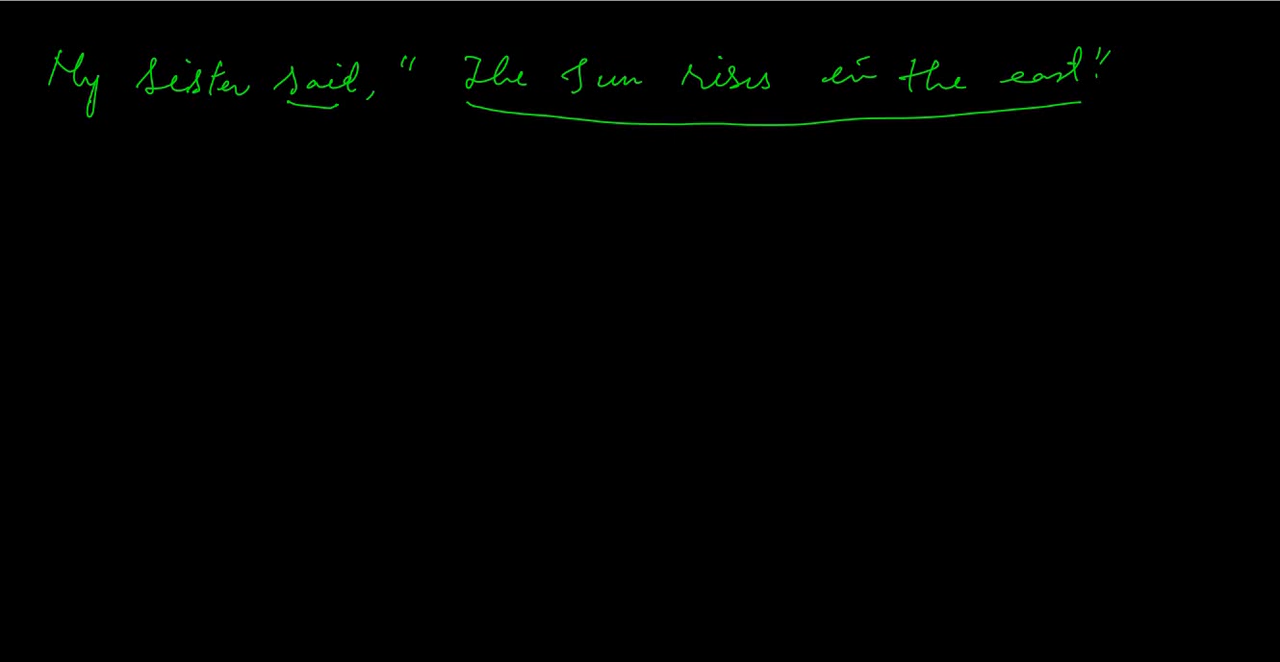 My sister said, " The Sun rises in the east."